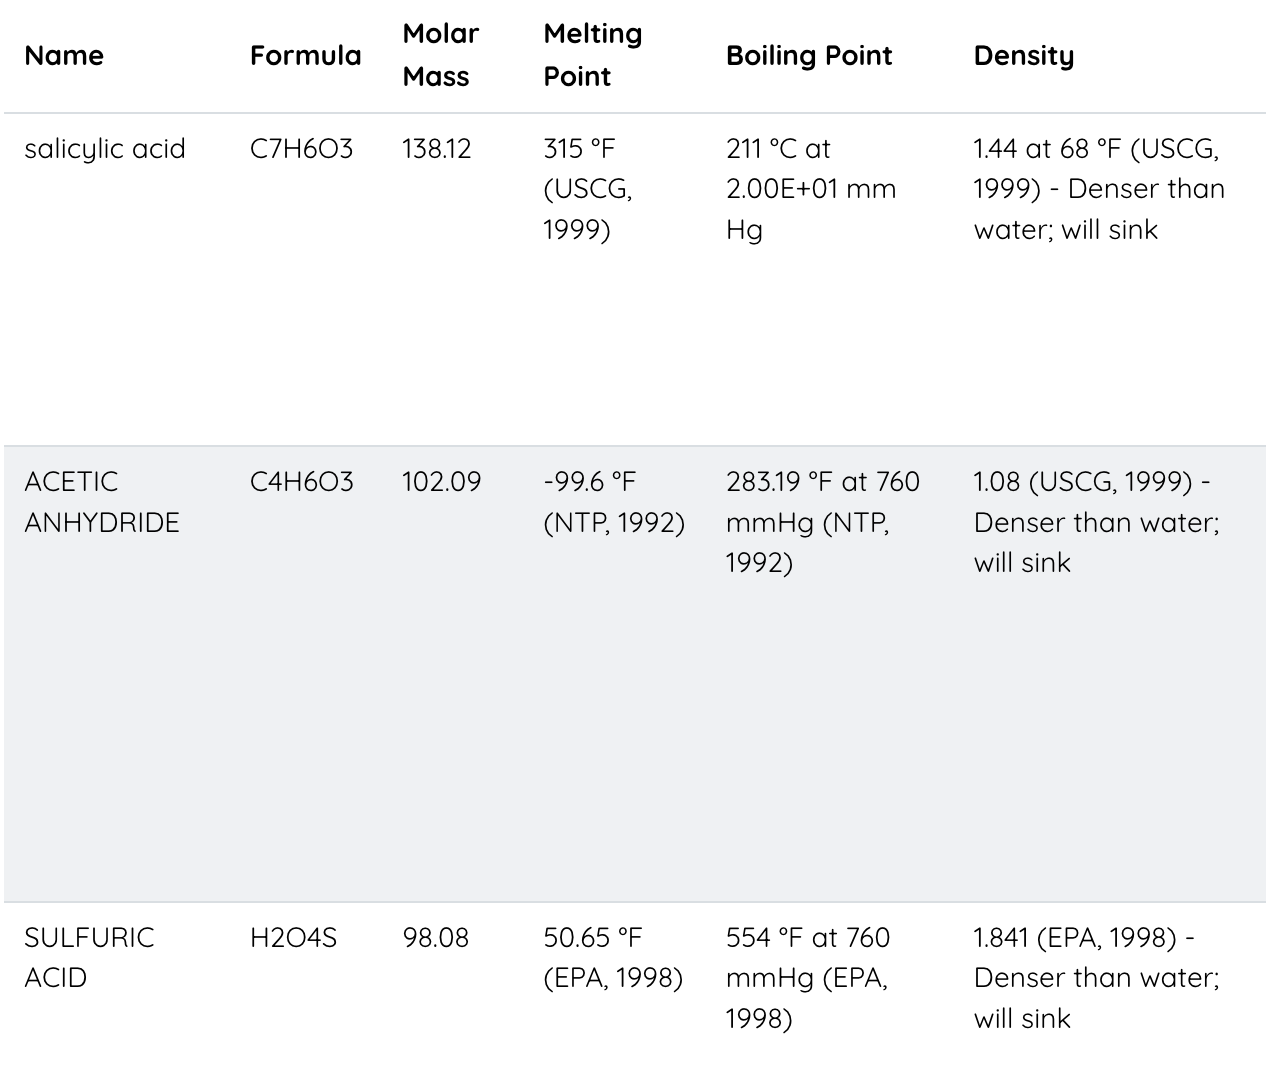 Name Formula Molar Mass Melting Point Boiling Point Density
salicylic acid C7H6O3 138.12 315 °F 211 °C at 1.44 at 68 °F (USCG,
(USCG, 2.00E+01 mm 1999) - Denser than
1999) Hg water; will sink
ACETIC C4H6O3 102.09 -99.6 °F 283.19 °F at 760 1.08 (USCG, 1999) -
ANHYDRIDE (NTP, 1992) mmHg (NTP, Denser than water;
1992) will sink
SULFURIC H2O4S 98.08 50.65 °F 554 °F at 760 1.841 (EPA, 1998) -
ACID (EPA, 1998) mmHg (EPA, Denser than water;
1998) will sink